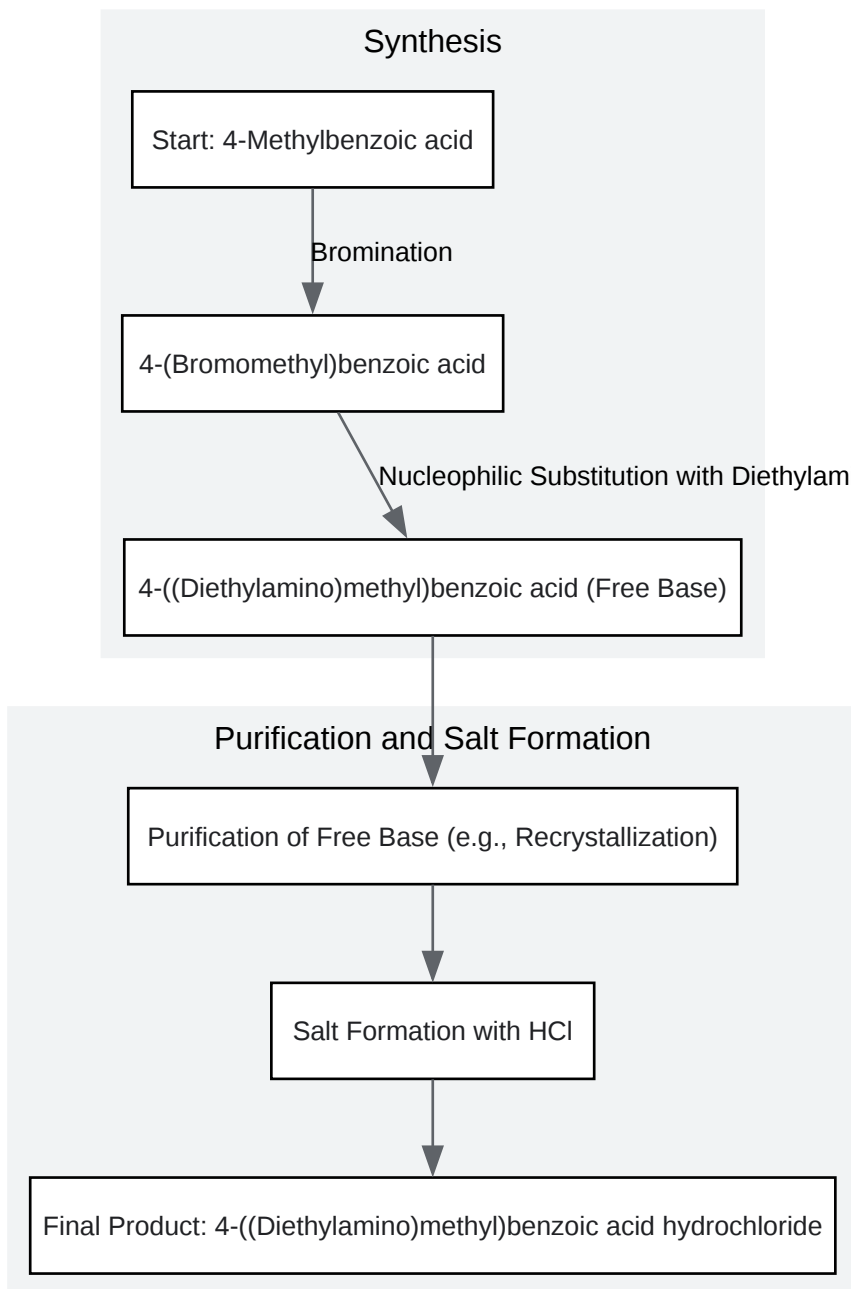 Synthesis
Start: 4-Methylbenzoic acid
Bromination
4-(Bromomethyl)benzoic acid
Nucleophilic Substitution with Diethylam
4-((Diethylamino)methyl)benzoic acid (Free Base)
Purification and Salt Formation
Purification of Free Base (e.g., Recrystallization)
Salt Formation with HCl
Final Product: 4-((Diethylamino)methyl)benzoic acid hydrochloride